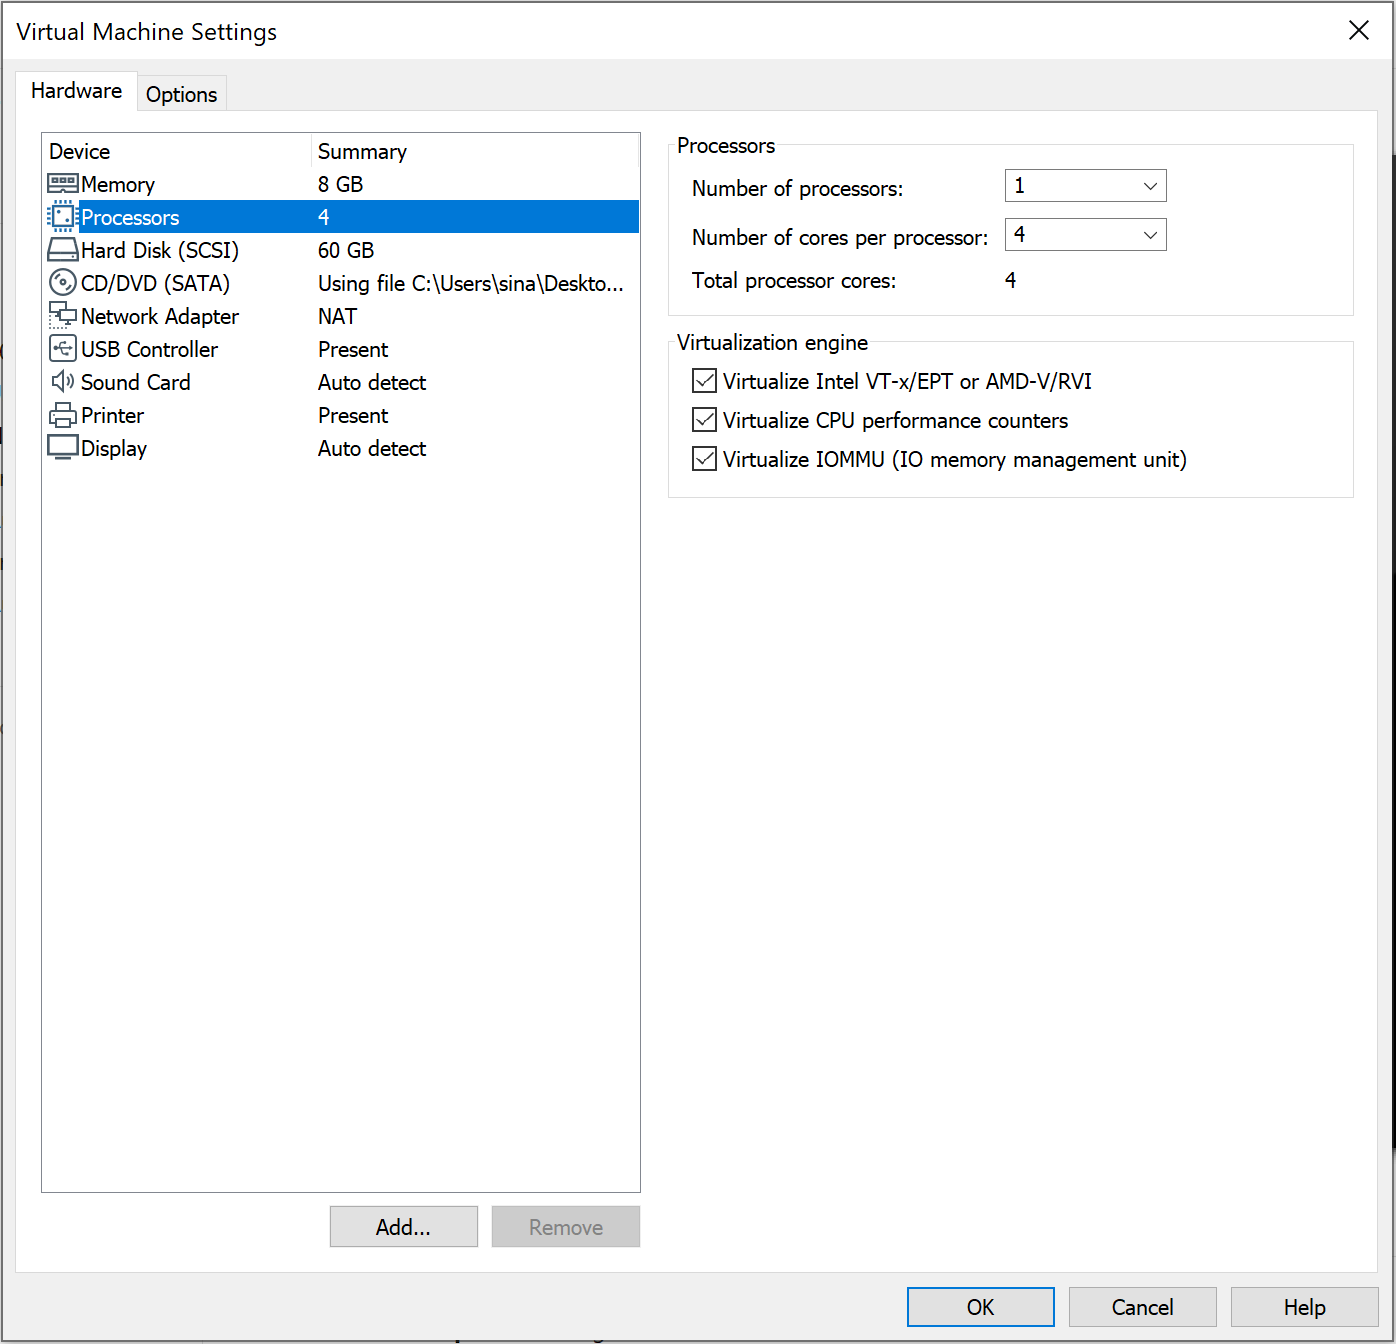 Virtual Machine Settings
Hardware
Options
Device Summary
Memory 8 GB
Processors 4
Hard Disk (SCSI) 60 GB
CD/DVD (SATA) Using file C:\Users\sina\Deskto...
Network Adapter NAT
USB Controller Present
Sound Card Auto detect
Printer Present
Display Auto detect
Add...
Remove
Processors
Number of processors: 1
Number of cores per processor: 4
Total processor cores: 4
Virtualization engine
Virtualize Intel VT-x/EPT or AMD-V/RVI
Virtualize CPU performance counters
Virtualize IOMMU (IO memory management unit)
OK
Cancel
Help